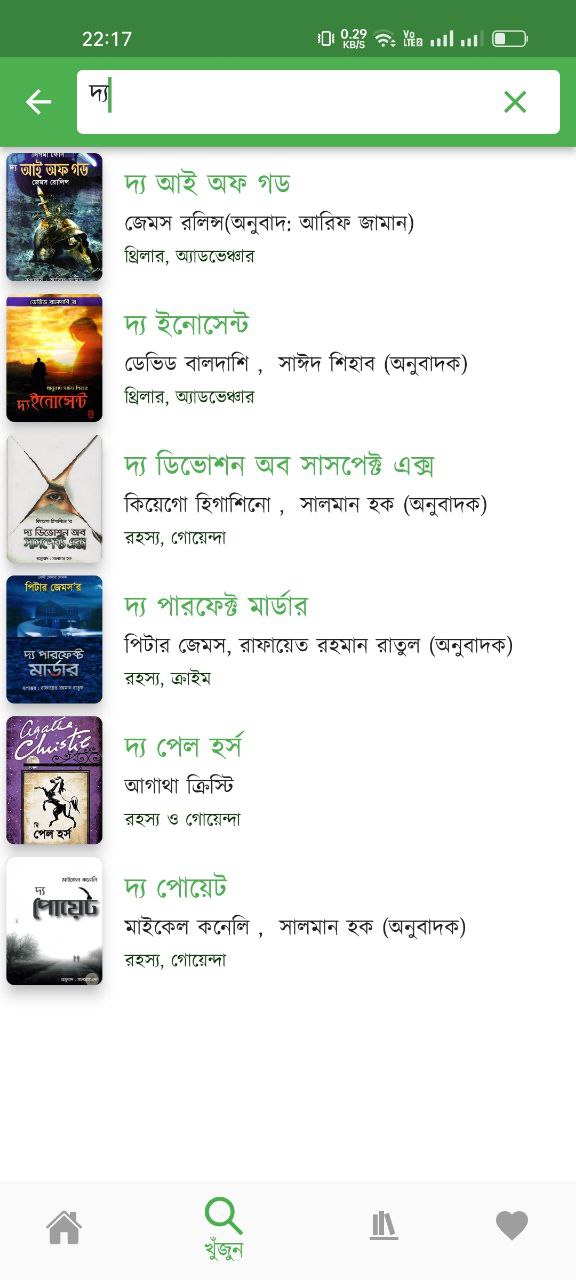 22:17
0.29 KB/S
Vo LTE 2
দ্য
দ্য আই অফ গড
জেমস রোলিন্স
দ্য আই অফ গড
জেমস রলিন্স(অনুবাদ: আরিফ জামান)
থ্রিলার, অ্যাডভেঞ্চার
ডেভিড বালদাশি র
দ্য ইনোসেন্ট
দ্য ইনোসেন্ট
ডেভিড বালদাশি , সাঈদ শিহাব (অনুবাদক)
থ্রিলার, অ্যাডভেঞ্চার
কিয়েগো হিগাশিনো'র
দ্য ডিভোশন অব
সাসপেক্ট এক্স
দ্য ডিভোশন অব সাসপেক্ট এক্স
কিয়েগো হিগাশিনো , সালমান হক (অনুবাদক)
রহস্য, গোয়েন্দা
পিটার জেমস'র
দ্য পারফেক্ট
মার্ডার
দ্য পারফেক্ট মার্ডার
পিটার জেমস, রাফায়েত রহমান রাতুল (অনুবাদক)
রহস্য, ক্রাইম
Agatha
Christie
দি
পেল হর্স
দ্য পেল হর্স
আগাথা ক্রিস্টি
রহস্য ও গোয়েন্দা
মাইকেল কনেলি
দ্য
পোয়েট
দ্য পোয়েট
মাইকেল কনেলি , সালমান হক (অনুবাদক)
রহস্য, গোয়েন্দা
খুঁজুন